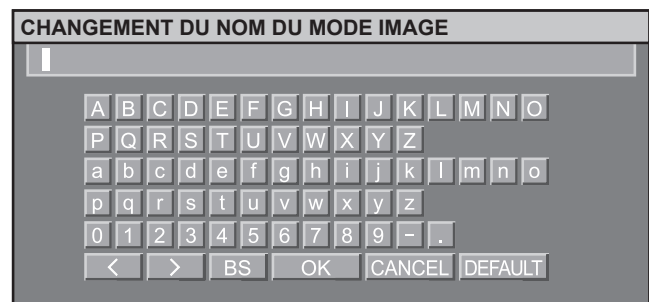 CHANGEMENT DU NOM DU MODE IMAGE
A B C D E F G H I J K L M N O
P Q R S T U V W X Y Z
a b c d e f g h i j k l m n o
p q r s t u v w x y z
0 1 2 3 4 5 6 7 8 9 - .
< > BS OK CANCEL DEFAULT